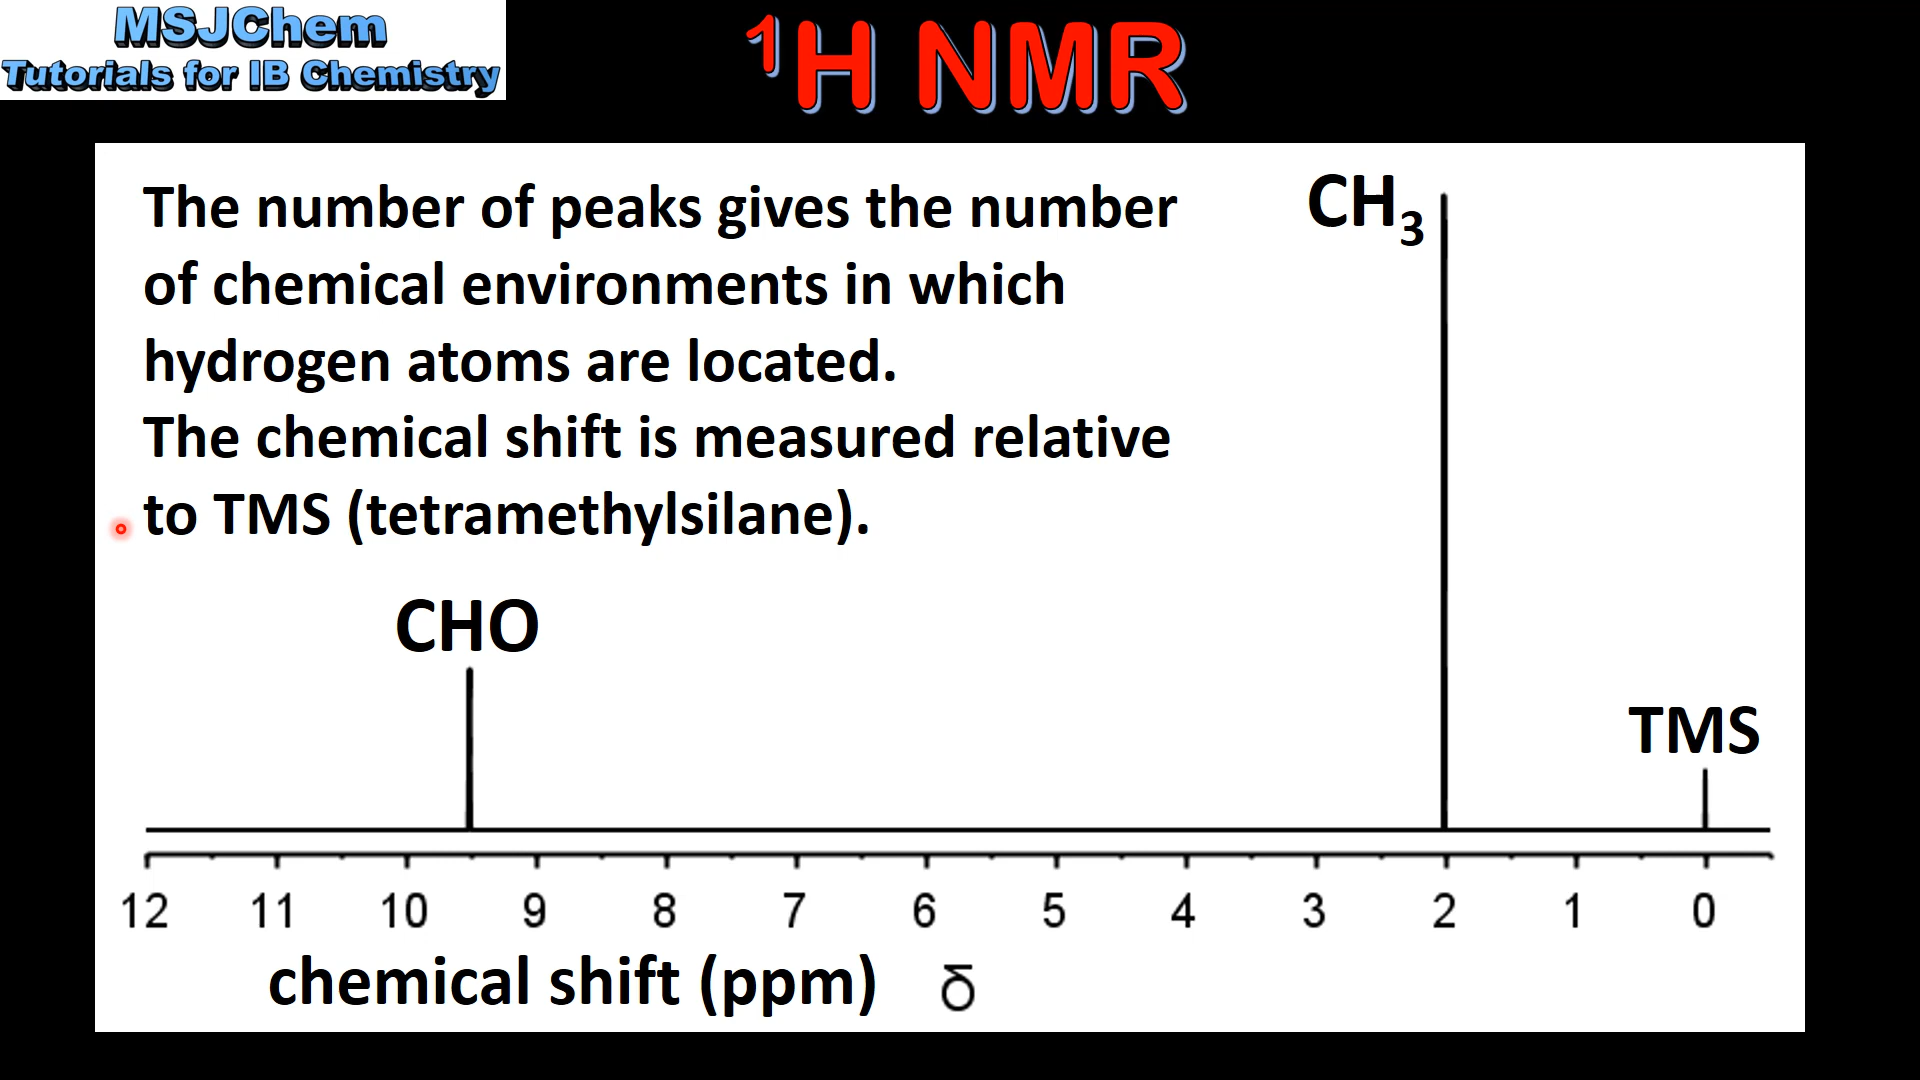 MSJChem
Tutorials for IB Chemistry
¹H NMR
The number of peaks gives the number
of chemical environments in which
hydrogen atoms are located.
The chemical shift is measured relative
to TMS (tetramethylsilane).
CH₃
CHO
TMS
12 11 10 9 8 7 6 5 4 3 2 1 0
chemical shift (ppm) δ